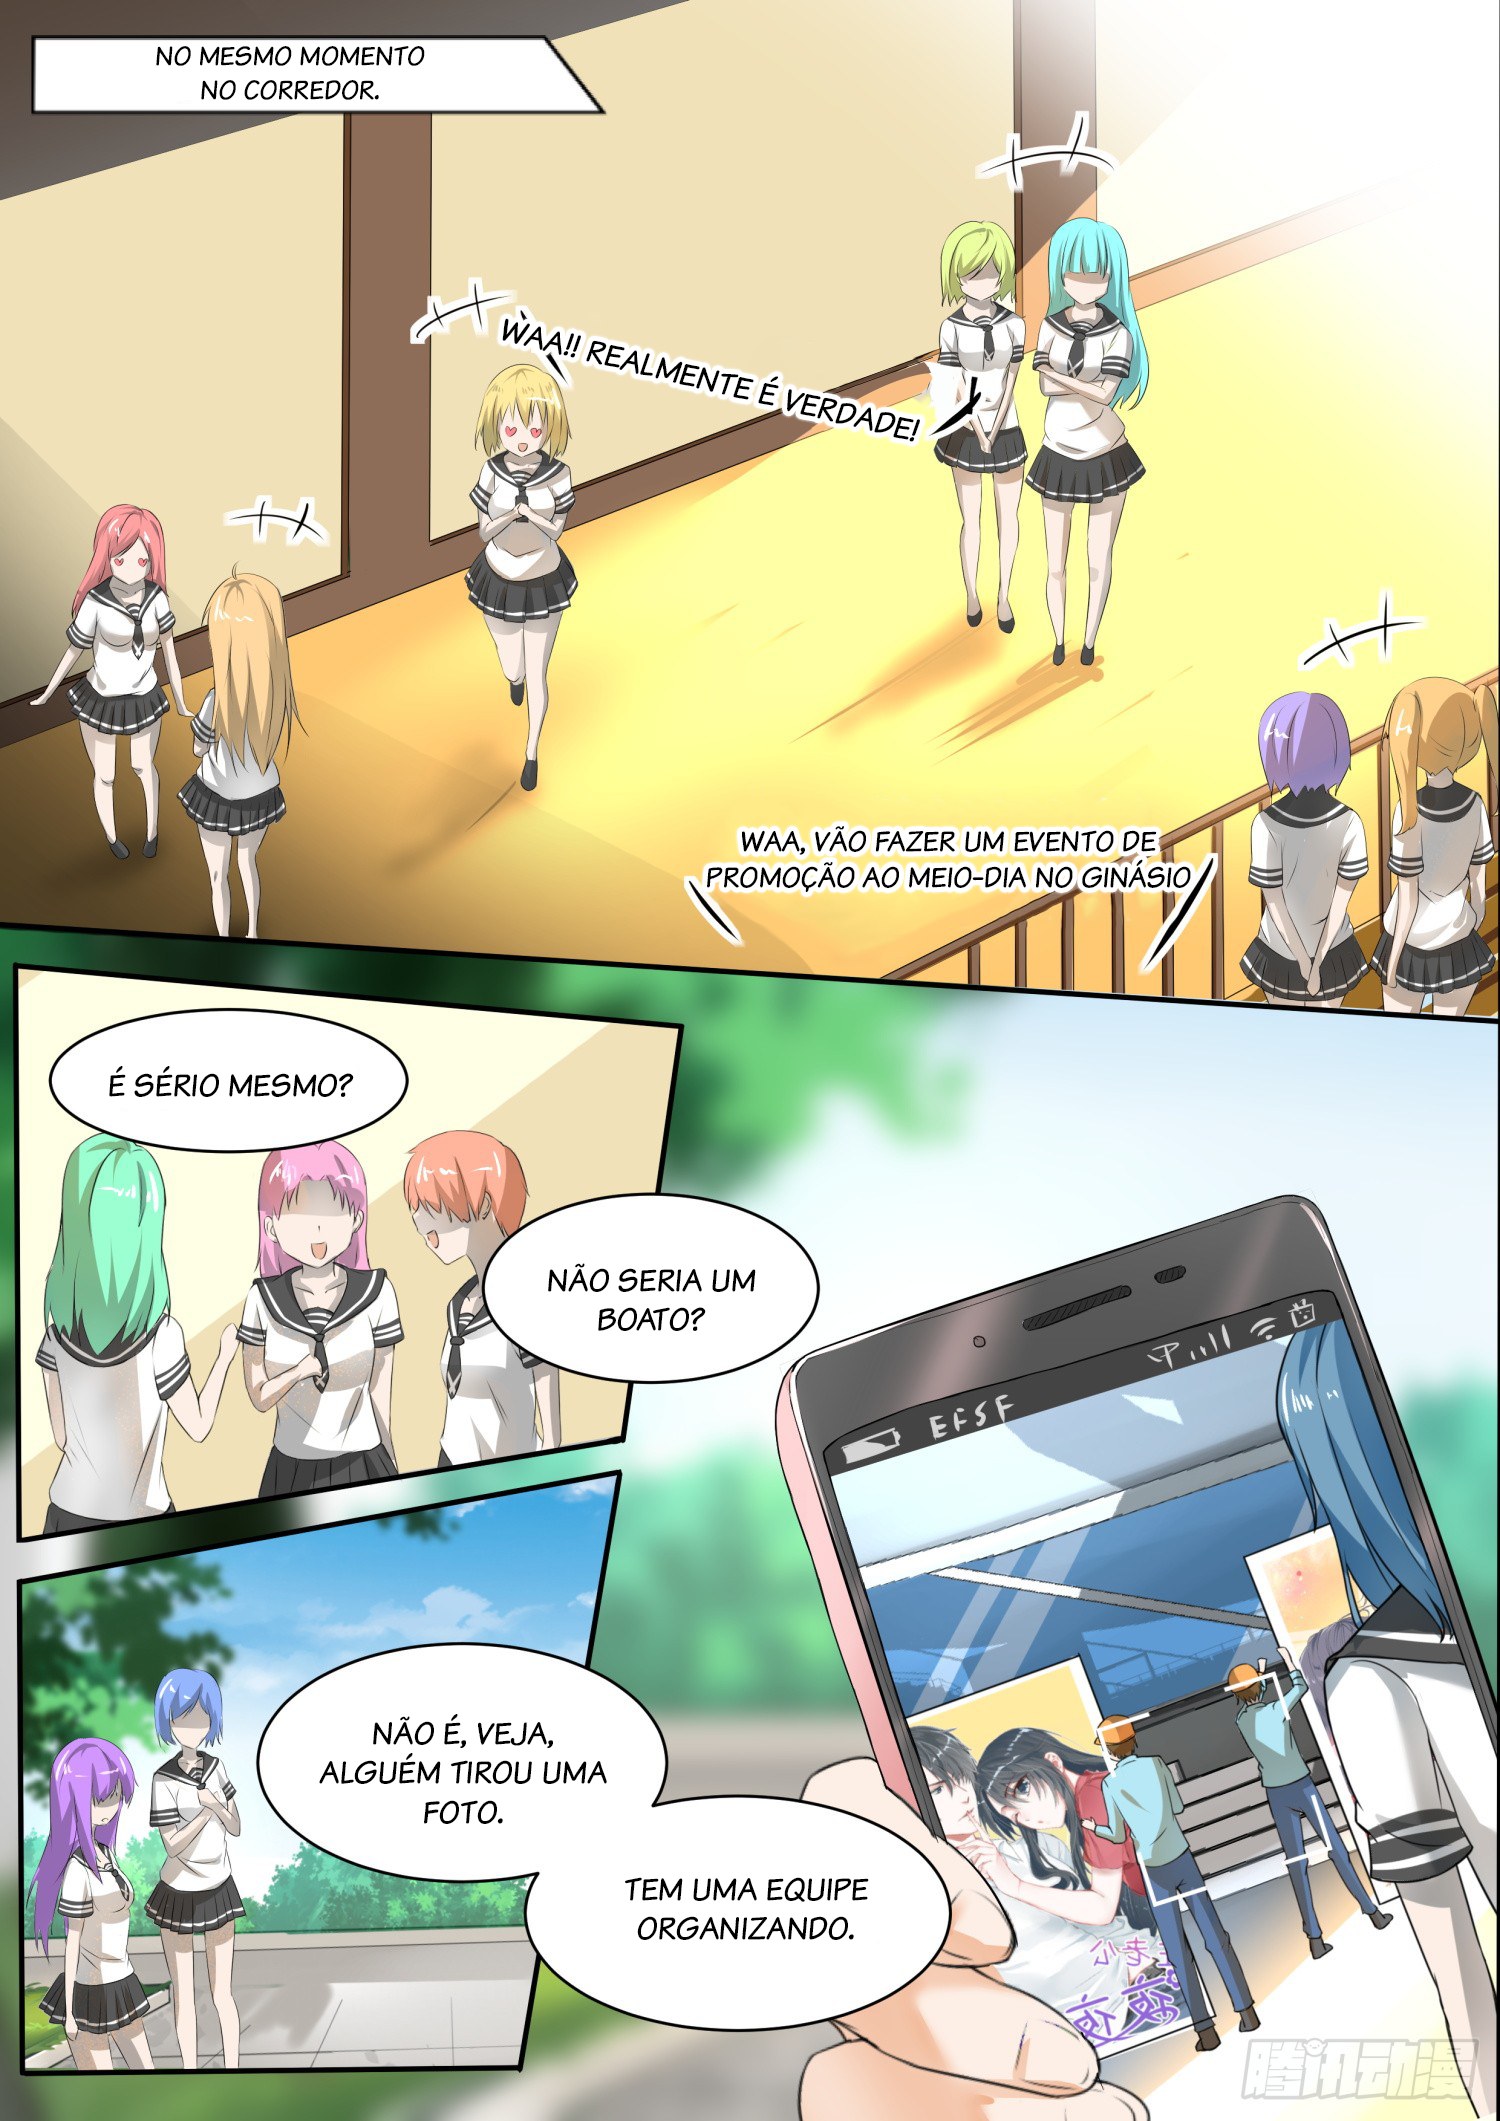 NO MESMO MOMENTO
NO CORREDOR.
WAA!! REALMENTE É VERDADE!
WAA, VÃO FAZER UM EVENTO DE
PROMOÇÃO AO MEIO-DIA NO GINÁSIO
É SÉRIO MESMO?
NÃO SERIA UM
BOATO?
EFSF
NÃO É, VEJA,
ALGUÉM TIROU UMA
FOTO.
TEM UMA EQUIPE
ORGANIZANDO.
腾讯动漫